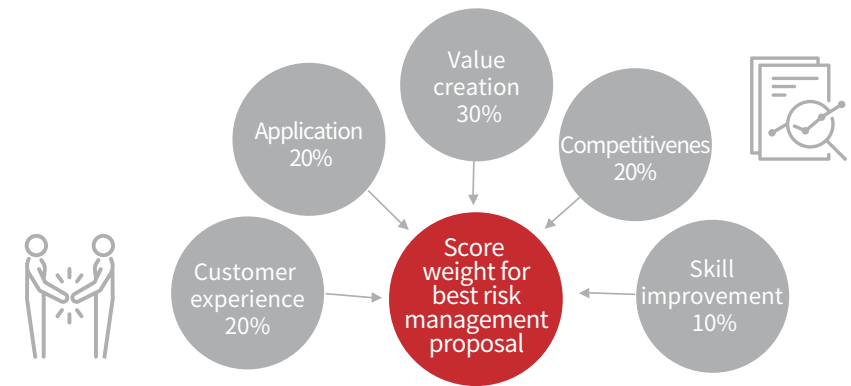 Value
creation
30%
Application
20%
Competitivenes
20%
Customer
experience
20%
Score
weight for
best risk
management
proposal
Skill
improvement
10%